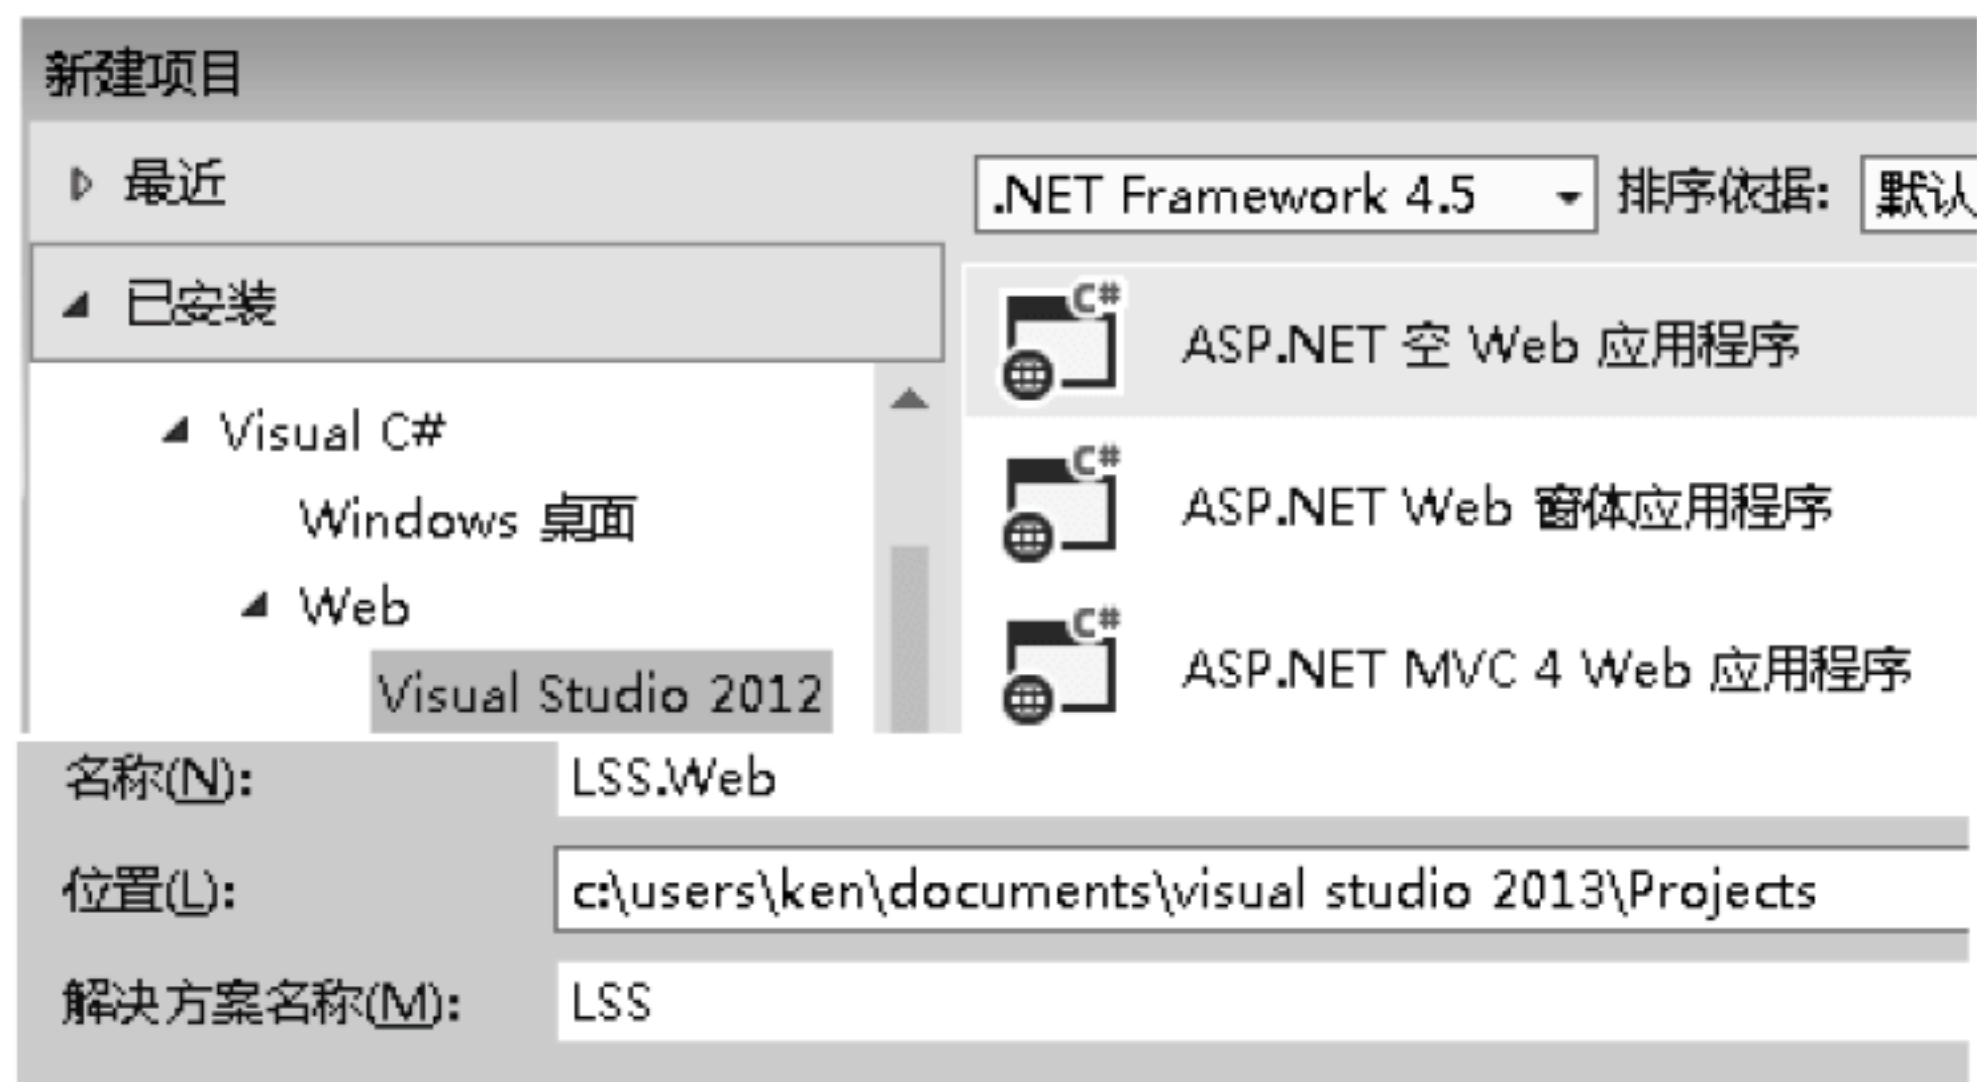 新建项目
最近
.NET Framework 4.5 排序依据: 默认
已安装
C#
ASP.NET 空 Web 应用程序
Visual C#
C#
ASP.NET Web 窗体应用程序
Windows 桌面
Web
C#
ASP.NET MVC 4 Web 应用程序
Visual Studio 2012
名称(N): LSS.Web
位置(L): c:\users\ken\documents\visual studio 2013\Projects
解决方案名称(M): LSS